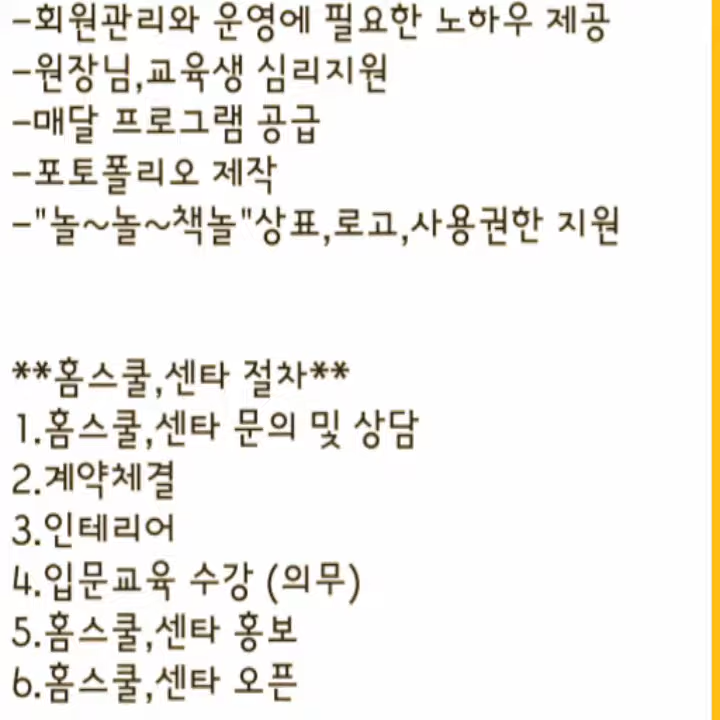 -회원관리와 운영에 필요한 노하우 제공
-원장님,교육생 심리지원
-매달 프로그램 공급
-포토폴리오 제작
-"놀~놀~책놀"상표,로고,사용권한 지원
**홈스쿨,센타 절차**
1.홈스쿨,센타 문의 및 상담
2.계약체결
3.인테리어
4.입문교육 수강 (의무)
5.홈스쿨,센타 홍보
6.홈스쿨,센타 오픈